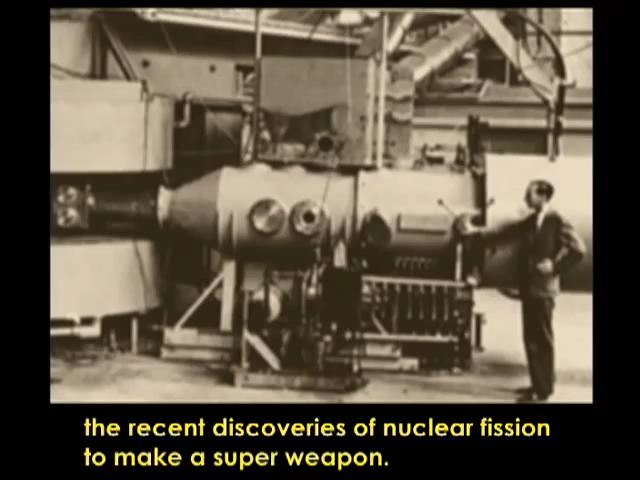 the recent discoveries of nuclear fission
to make a super weapon.